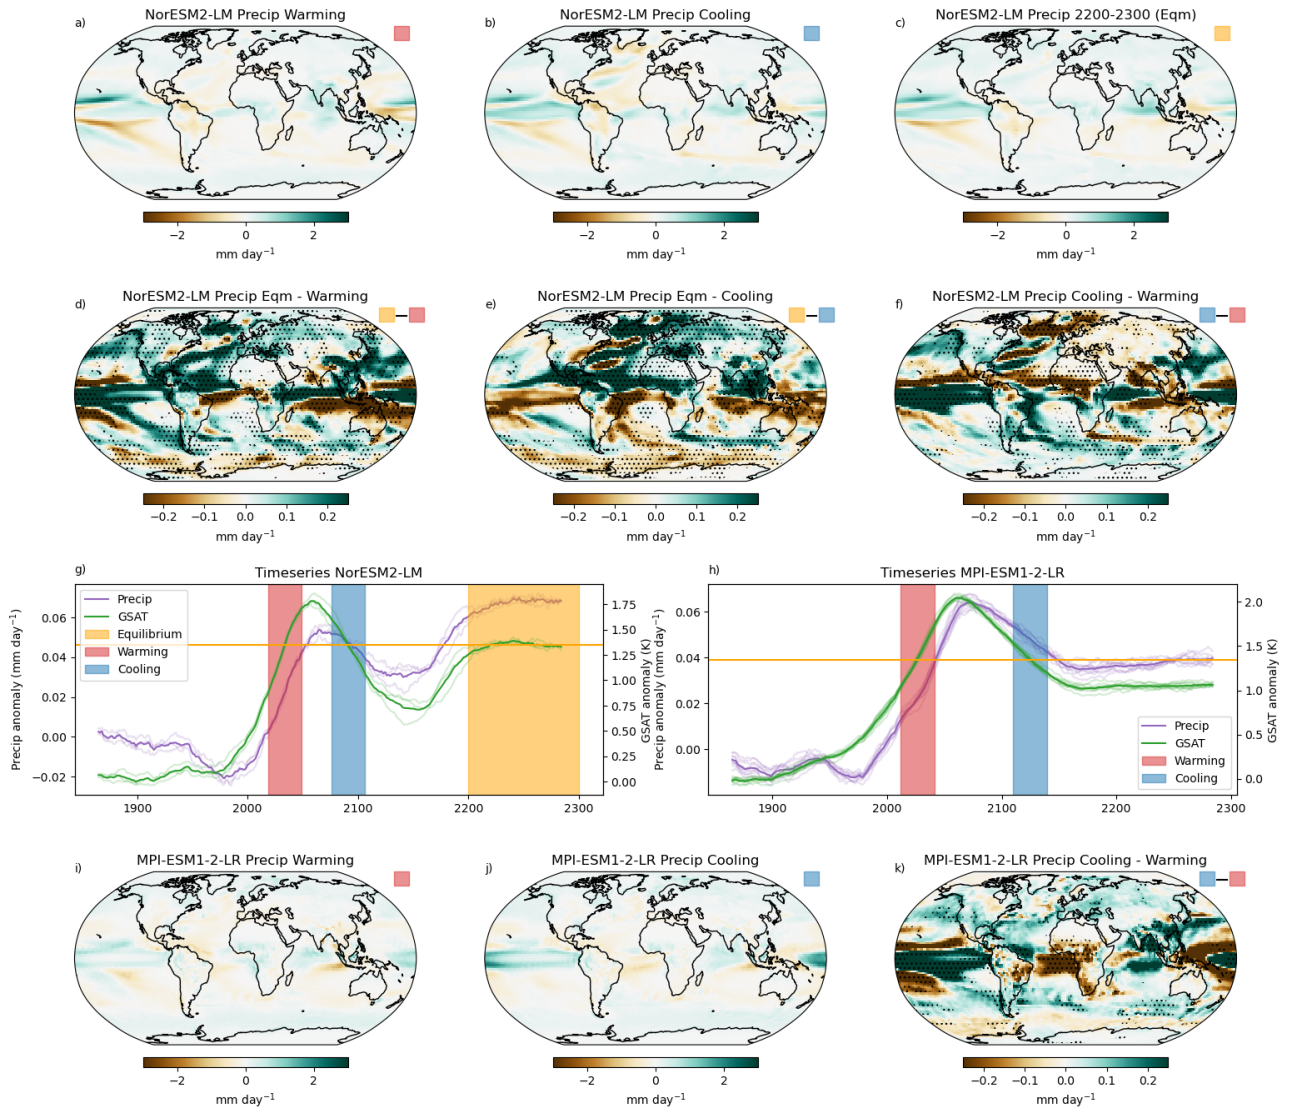 a) NorESM2-LM Precip Warming
b) NorESM2-LM Precip Cooling
c) NorESM2-LM Precip 2200-2300 (Eqm)
−2 0 2
mm day⁻¹
−2 0 2
mm day⁻¹
−2 0 2
mm day⁻¹
d) NorESM2-LM Precip Eqm - Warming
e) NorESM2-LM Precip Eqm - Cooling
f) NorESM2-LM Precip Cooling - Warming
−0.2 −0.1 0.0 0.1 0.2
mm day⁻¹
−0.2 −0.1 0.0 0.1 0.2
mm day⁻¹
−0.2 −0.1 0.0 0.1 0.2
mm day⁻¹
g) Timeseries NorESM2-LM
Precip anomaly (mm day⁻¹)
0.06
0.04
0.02
0.00
−0.02
Precip
GSAT
Equilibrium
Warming
Cooling
1900 2000 2100 2200 2300
1.75
1.50
1.25
1.00
0.75
0.50
0.25
0.00
GSAT anomaly (K)
h) Timeseries MPI-ESM1-2-LR
Precip anomaly (mm day⁻¹)
0.06
0.04
0.02
0.00
Precip
GSAT
Warming
Cooling
1900 2000 2100 2200 2300
2.0
1.5
1.0
0.5
0.0
GSAT anomaly (K)
i) MPI-ESM1-2-LR Precip Warming
j) MPI-ESM1-2-LR Precip Cooling
k) MPI-ESM1-2-LR Precip Cooling - Warming
−2 0 2
mm day⁻¹
−2 0 2
mm day⁻¹
−0.2 −0.1 0.0 0.1 0.2
mm day⁻¹